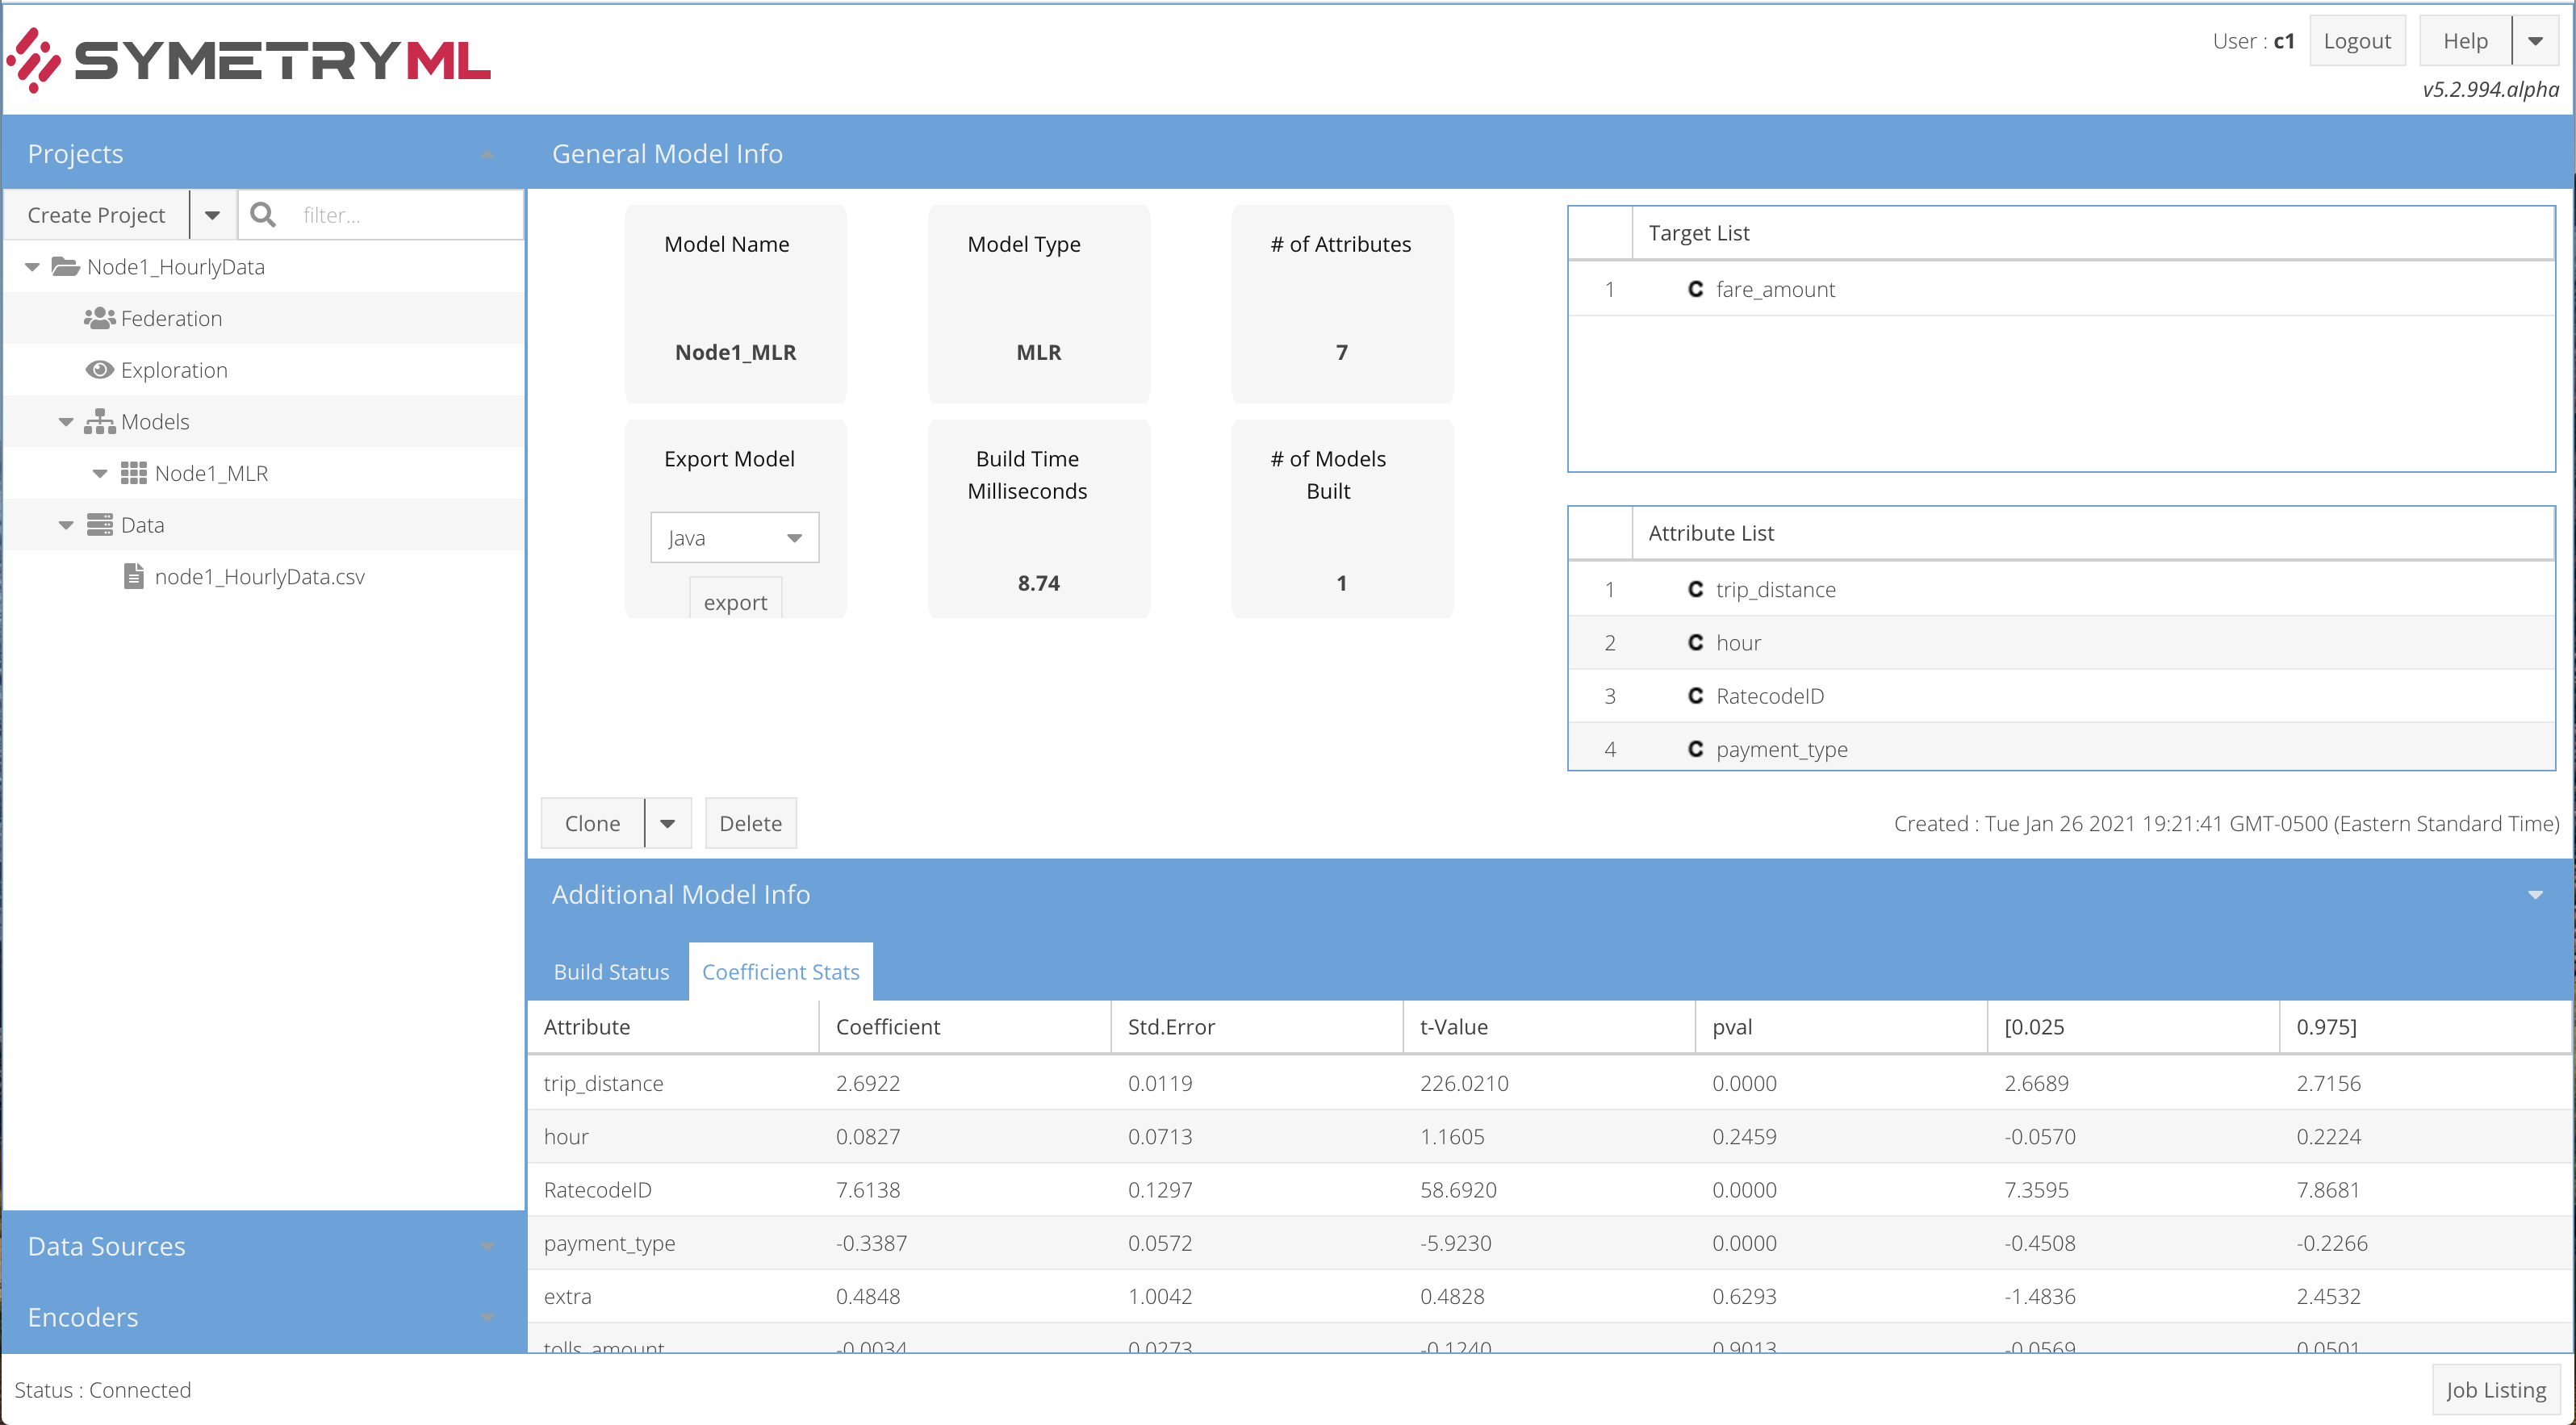 SYMETRYML
User : c1 Logout Help
v5.2.994.alpha
Projects
Create Project filter...
Node1_HourlyData
Federation
Exploration
Models
Node1_MLR
Data
node1_HourlyData.csv
Data Sources
Encoders
General Model Info
Model Name
Node1_MLR
Model Type
MLR
# of Attributes
7
Export Model
Java
export
Build Time
Milliseconds
8.74
# of Models
Built
1
Target List
1 C fare_amount
Attribute List
1 C trip_distance
2 C hour
3 C RatecodeID
4 C payment_type
Clone Delete
Created : Tue Jan 26 2021 19:21:41 GMT-0500 (Eastern Standard Time)
Additional Model Info
Build Status Coefficient Stats
Attribute Coefficient Std.Error t-Value pval [0.025 0.975]
trip_distance 2.6922 0.0119 226.0210 0.0000 2.6689 2.7156
hour 0.0827 0.0713 1.1605 0.2459 -0.0570 0.2224
RatecodeID 7.6138 0.1297 58.6920 0.0000 7.3595 7.8681
payment_type -0.3387 0.0572 -5.9230 0.0000 -0.4508 -0.2266
extra 0.4848 1.0042 0.4828 0.6293 -1.4836 2.4532
tolls_amount -0.0034 0.0273 -0.1240 0.9013 -0.0569 0.0501
Status : Connected
Job Listing